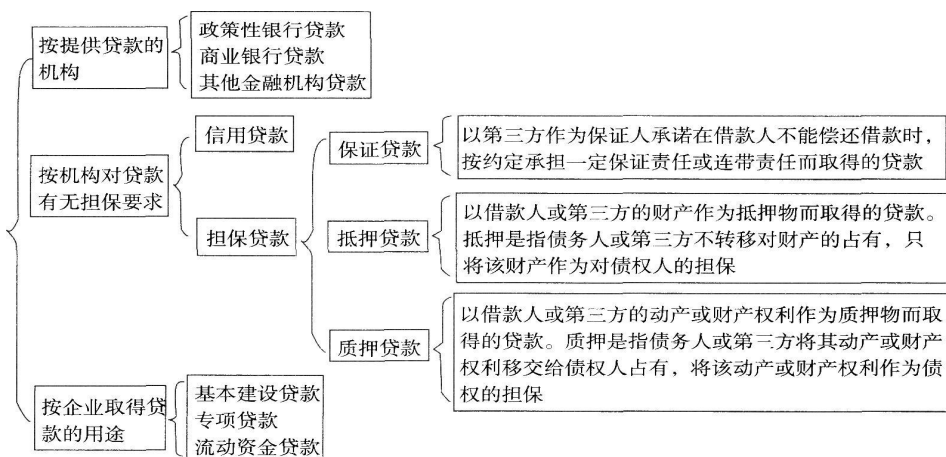 按提供贷款的
机构
政策性银行贷款
商业银行贷款
其他金融机构贷款
按机构对贷款
有无担保要求
信用贷款
担保贷款
保证贷款
以第三方作为保证人承诺在借款人不能偿还借款时，
按约定承担一定保证责任或连带责任而取得的贷款
抵押贷款
以借款人或第三方的财产作为抵押物而取得的贷款。
抵押是指债务人或第三方不转移对财产的占有，只
将该财产作为对债权人的担保
质押贷款
以借款人或第三方的动产或财产权利作为质押物而取
得的贷款。质押是指债务人或第三方将其动产或财产
权利移交给债权人占有，将该动产或财产权利作为债
权的担保
按企业取得贷
款的用途
基本建设贷款
专项贷款
流动资金贷款